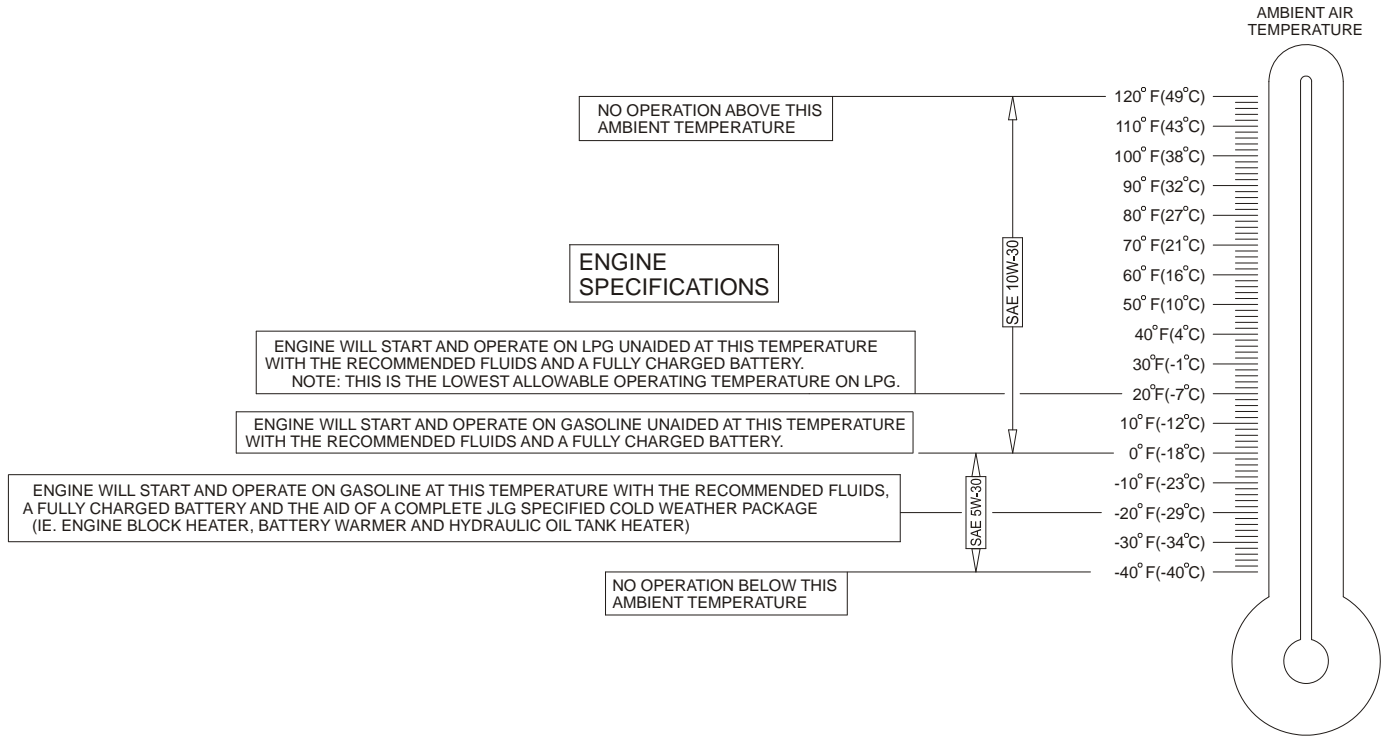 AMBIENT AIR
TEMPERATURE
120° F(49°C)
NO OPERATION ABOVE THIS
AMBIENT TEMPERATURE
110° F(43°C)
100° F(38°C)
90° F(32°C)
80° F(27°C)
70° F(21°C)
ENGINE
SPECIFICATIONS
SAE 10W-30
60° F(16°C)
50° F(10°C)
40°F(4°C)
ENGINE WILL START AND OPERATE ON LPG UNAIDED AT THIS TEMPERATURE
WITH THE RECOMMENDED FLUIDS AND A FULLY CHARGED BATTERY.
NOTE: THIS IS THE LOWEST ALLOWABLE OPERATING TEMPERATURE ON LPG.
30°F(-1°C)
20°F(-7°C)
10°F(-12°C)
ENGINE WILL START AND OPERATE ON GASOLINE UNAIDED AT THIS TEMPERATURE
WITH THE RECOMMENDED FLUIDS AND A FULLY CHARGED BATTERY.
0° F(-18°C)
-10° F(-23°C)
ENGINE WILL START AND OPERATE ON GASOLINE AT THIS TEMPERATURE WITH THE RECOMMENDED FLUIDS,
A FULLY CHARGED BATTERY AND THE AID OF A COMPLETE JLG SPECIFIED COLD WEATHER PACKAGE
(IE. ENGINE BLOCK HEATER, BATTERY WARMER AND HYDRAULIC OIL TANK HEATER)
SAE 5W-30
-20° F(-29°C)
-30° F(-34°C)
-40° F(-40°C)
NO OPERATION BELOW THIS
AMBIENT TEMPERATURE